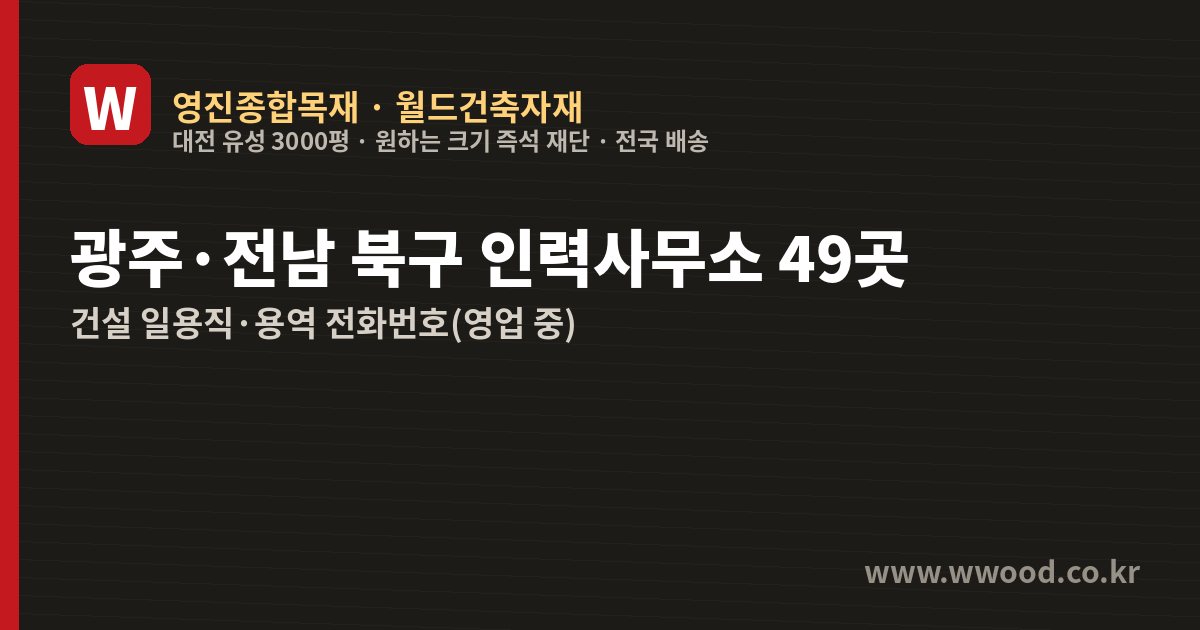 W
영진종합목재 · 월드건축자재
대전 유성 3000평 · 원하는 크기 즉석 재단 · 전국 배송
광주·전남 북구 인력사무소 49곳
건설 일용직·용역 전화번호(영업 중)
www.wwood.co.kr